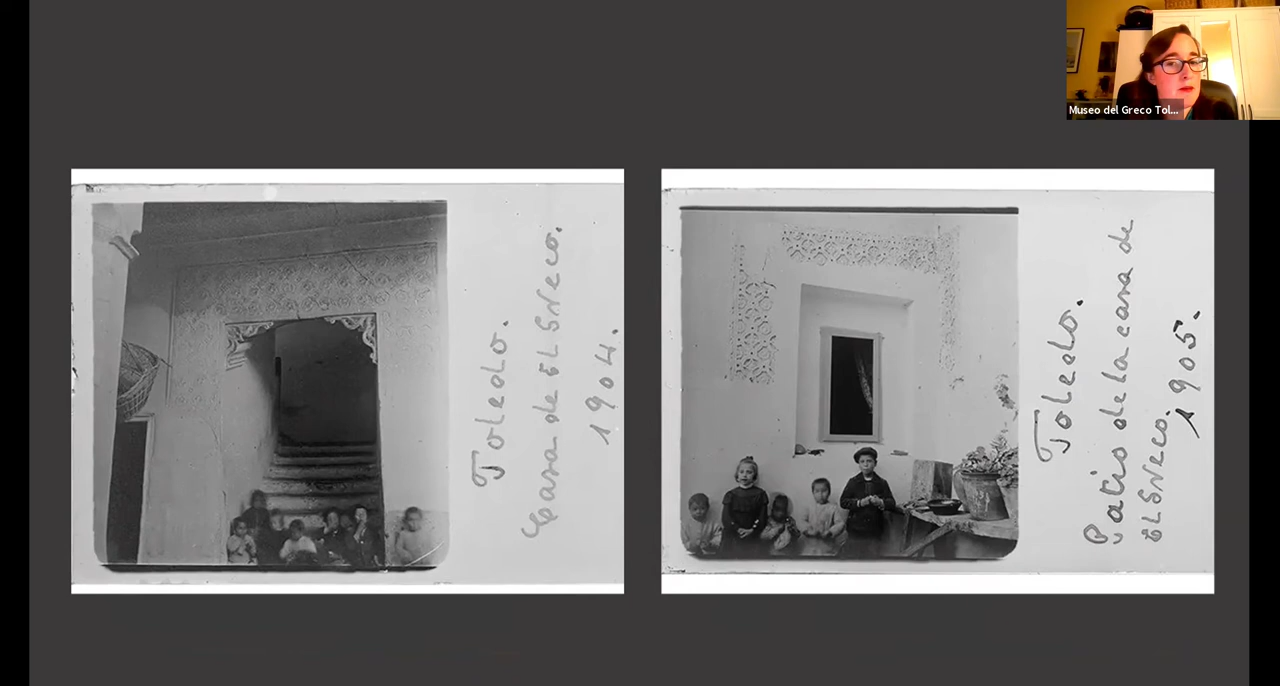 Museo del Greco Tol...
Toledo.
Casa de El Greco.
1904.
Toledo.
Patio de la casa de
El Greco.
1905.